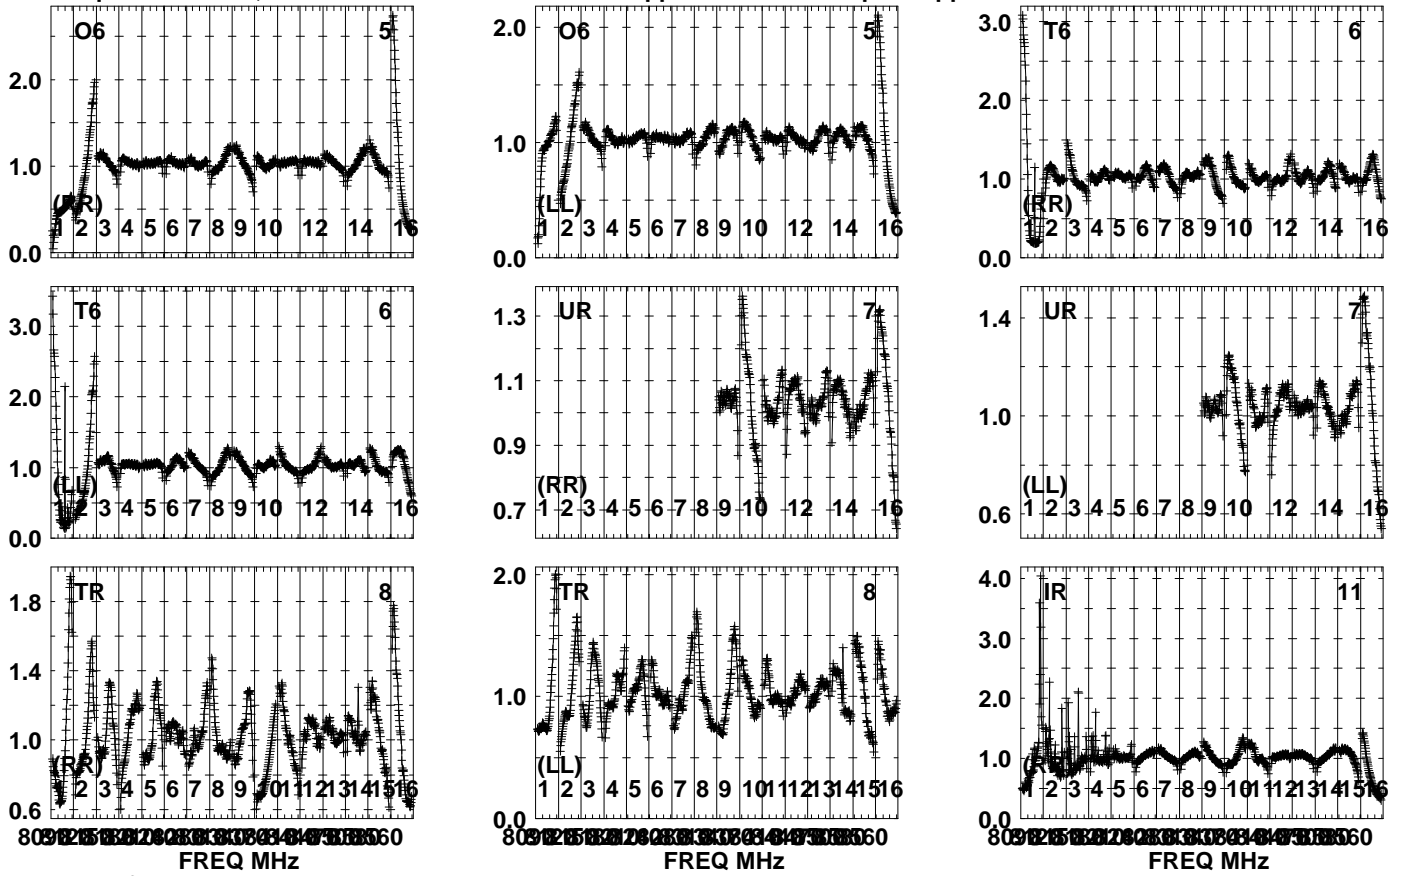 O6 5 O6 5 T6 6
2.0 2.0 3.0
1.0 1.0 2.0
0.0 0.0 1.0
0.0
(LL) (RR)
1 2 3 4 5 6 7 8 9 10 12 14 16
1 2 3 4 5 6 7 8 9 10 12 14 16
1 2 3 4 5 6 7 8 9 10 12 14 16
T6 6 UR 7 UR 7
3.0 1.3 1.4
2.0 1.1 1.0
1.0 0.9 0.6
0.0 0.7
(LL) (RR) (LL)
1 2 3 4 5 6 7 8 9 10 12 14 16
1 2 3 4 5 6 7 8 9 10 12 14 16
1 2 3 4 5 6 7 8 9 10 12 14 16
TR 8 TR 8 IR 11
1.8 2.0 4.0
1.4 1.0 3.0
1.0 0.0 2.0
0.6 1.0
0.0
(RR) (LL)
1 2 3 4 5 6 7 8 9 10 11 12 13 14 15 16
1 2 3 4 5 6 7 8 9 10 11 12 13 14 15 16
1 2 3 4 5 6 7 8 9 10 11 12 13 14 15 16
FREQ MHz FREQ MHz FREQ MHz